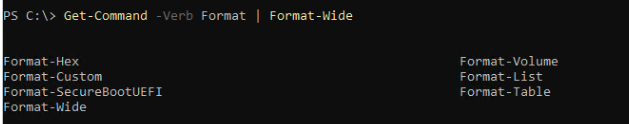 PS C:\> Get-Command -Verb Format | Format-Wide
Format-Hex Format-Volume
Format-Custom Format-List
Format-SecureBootUEFI Format-Table
Format-Wide